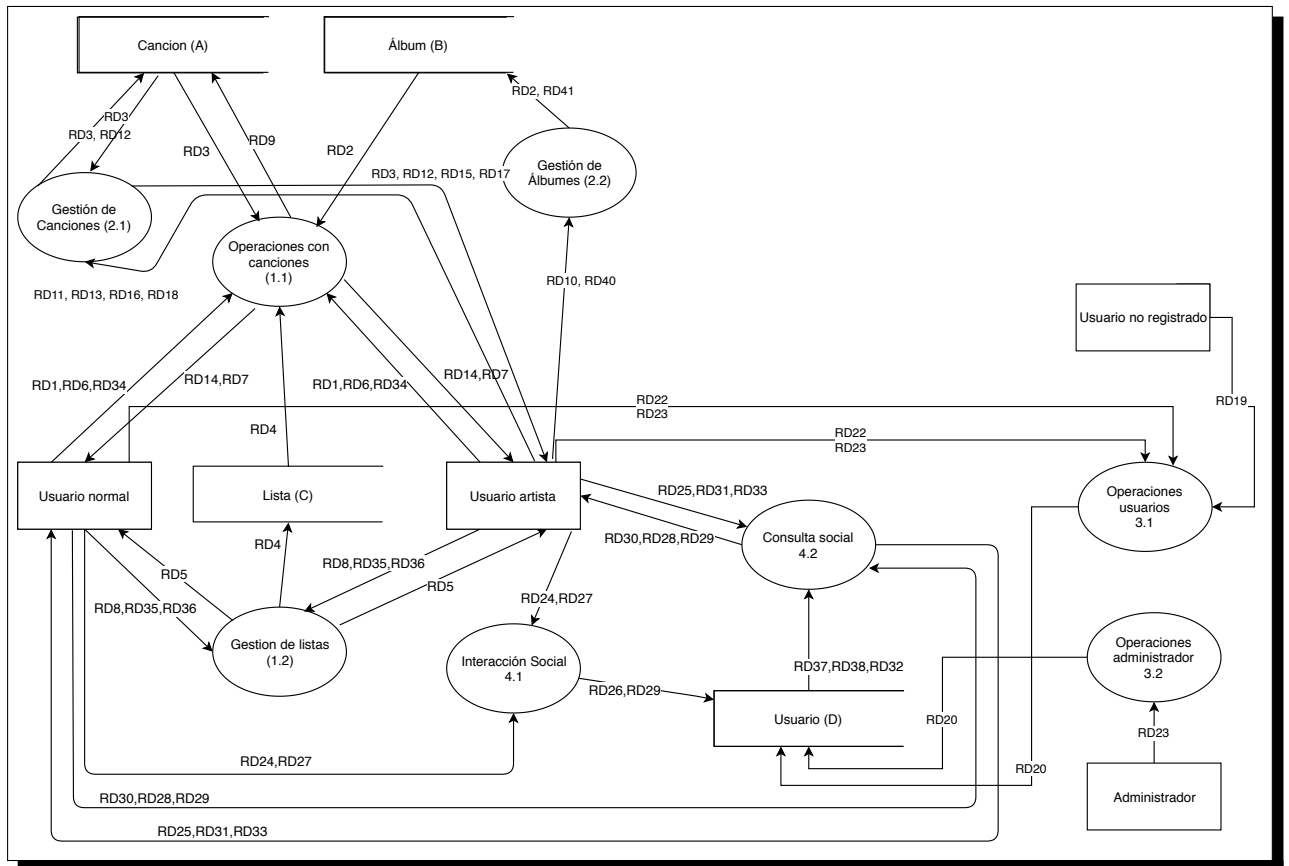 Cancion (A)
Álbum (B)
RD2, RD41
RD3
RD3, RD12
RD9
RD3
RD2
RD3, RD12, RD15, RD17
Gestión de
Álbumes (2.2)
Gestión de
Canciones (2.1)
Operaciones con
canciones
(1.1)
RD10, RD40
RD11, RD13, RD16, RD18
Usuario no registrado
RD1,RD6,RD34
RD14,RD7
RD1,RD6,RD34
RD14,RD7
RD22
RD23
RD19
RD4
RD22
RD23
Usuario normal
Lista (C)
Usuario artista
RD25,RD31,RD33
Operaciones
usuarios
3.1
RD30,RD28,RD29
Consulta social
4.2
RD4
RD5
RD8,RD35,RD36
RD5
RD8,RD35,RD36
RD24,RD27
Gestion de listas
(1.2)
Interacción Social
4.1
Operaciones
administrador
3.2
RD37,RD38,RD32
RD26,RD29
Usuario (D)
RD20
RD23
RD24,RD27
RD20
RD30,RD28,RD29
Administrador
RD25,RD31,RD33